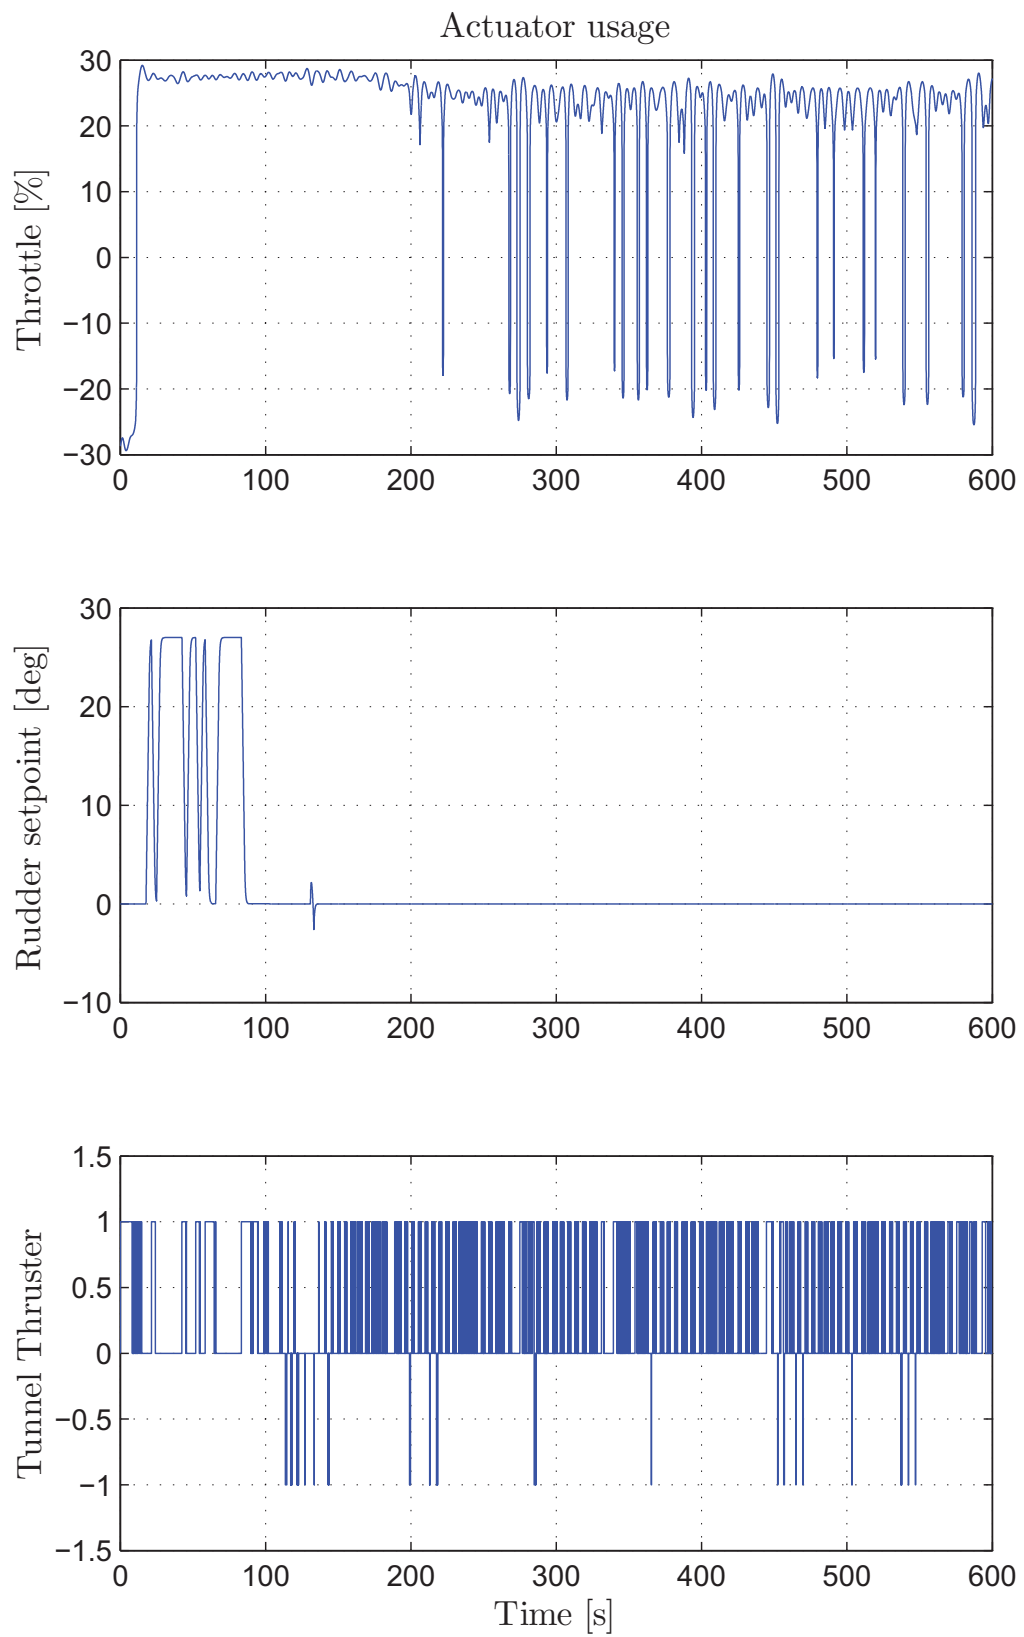 Actuator usage
Throttle [%]
30
20
10
0
−10
−20
−30
0 100 200 300 400 500 600
Rudder setpoint [deg]
30
20
10
0
−10
0 100 200 300 400 500 600
Tunnel Thruster
1.5
1
0.5
0
−0.5
−1
−1.5
0 100 200 300 400 500 600
Time [s]